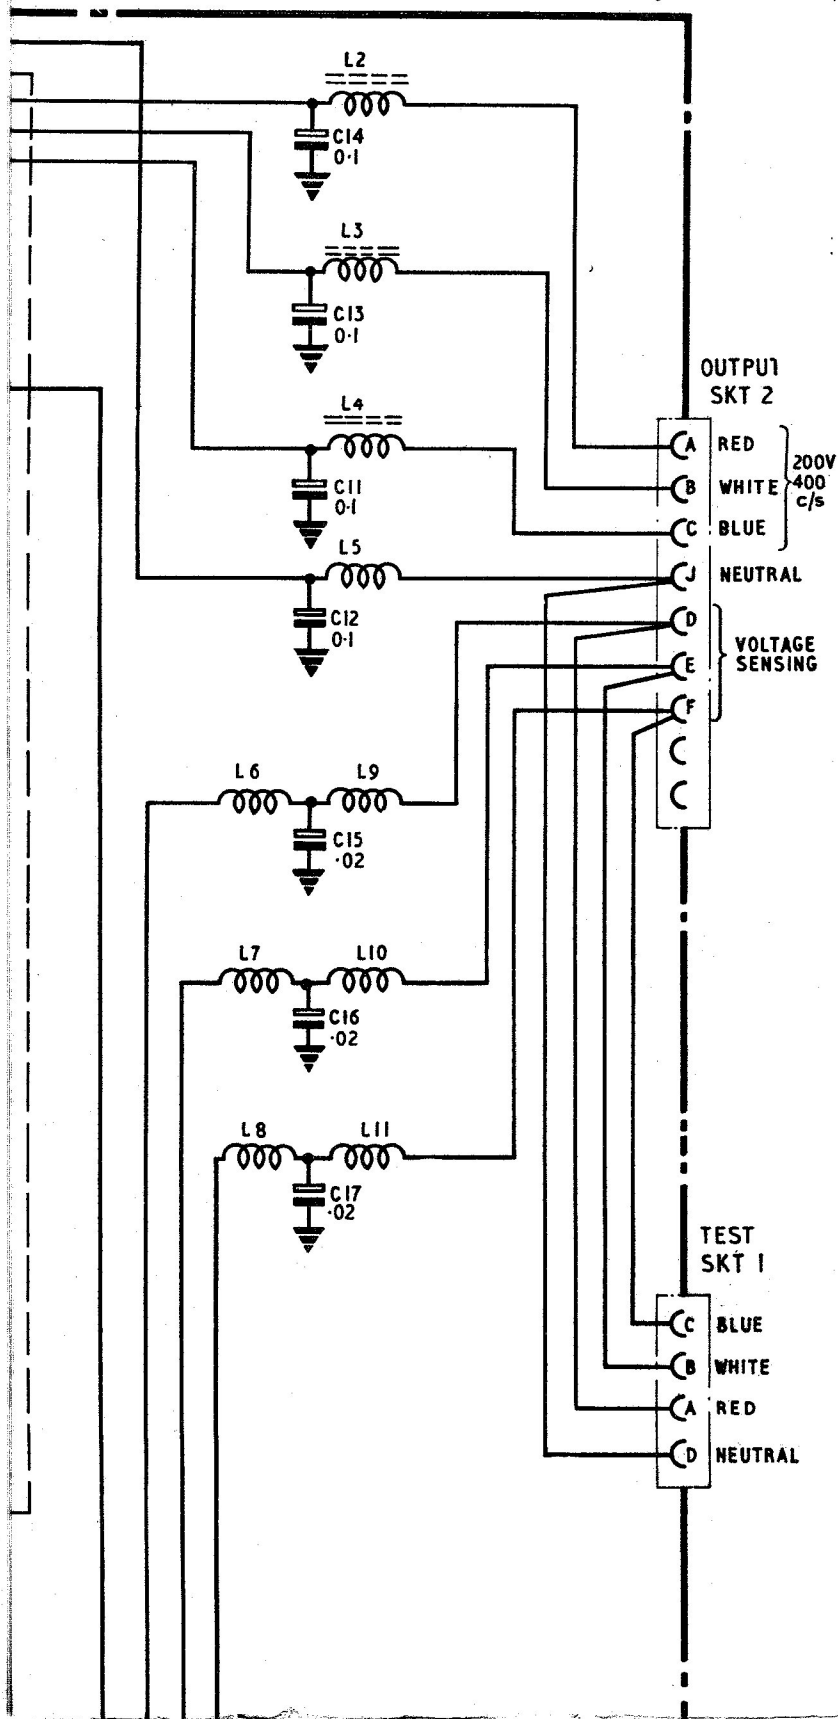 L2
C14
0·1
L3
C13
0·1
OUTPUT
SKT 2
L4
A RED
B WHITE
C BLUE
200V
400
c/s
C11
0·1
L5
J NEUTRAL
C12
0·1
D
E
F
VOLTAGE
SENSING
L6 L9
C15
·02
L7 L10
C16
·02
L8 L11
C17
·02
TEST
SKT 1
C BLUE
B WHITE
A RED
D NEUTRAL